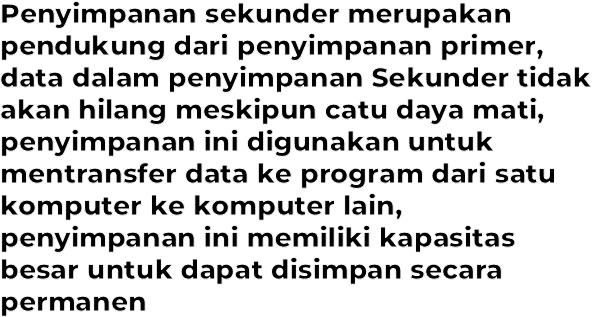 Penyimpanan sekunder merupakan
pendukung dari penyimpanan primer,
data dalam penyimpanan Sekunder tidak
akan hilang meskipun catu daya mati,
penyimpanan ini digunakan untuk
mentransfer data ke program dari satu
komputer ke komputer lain,
penyimpanan ini memiliki kapasitas
besar untuk dapat disimpan secara
permanen